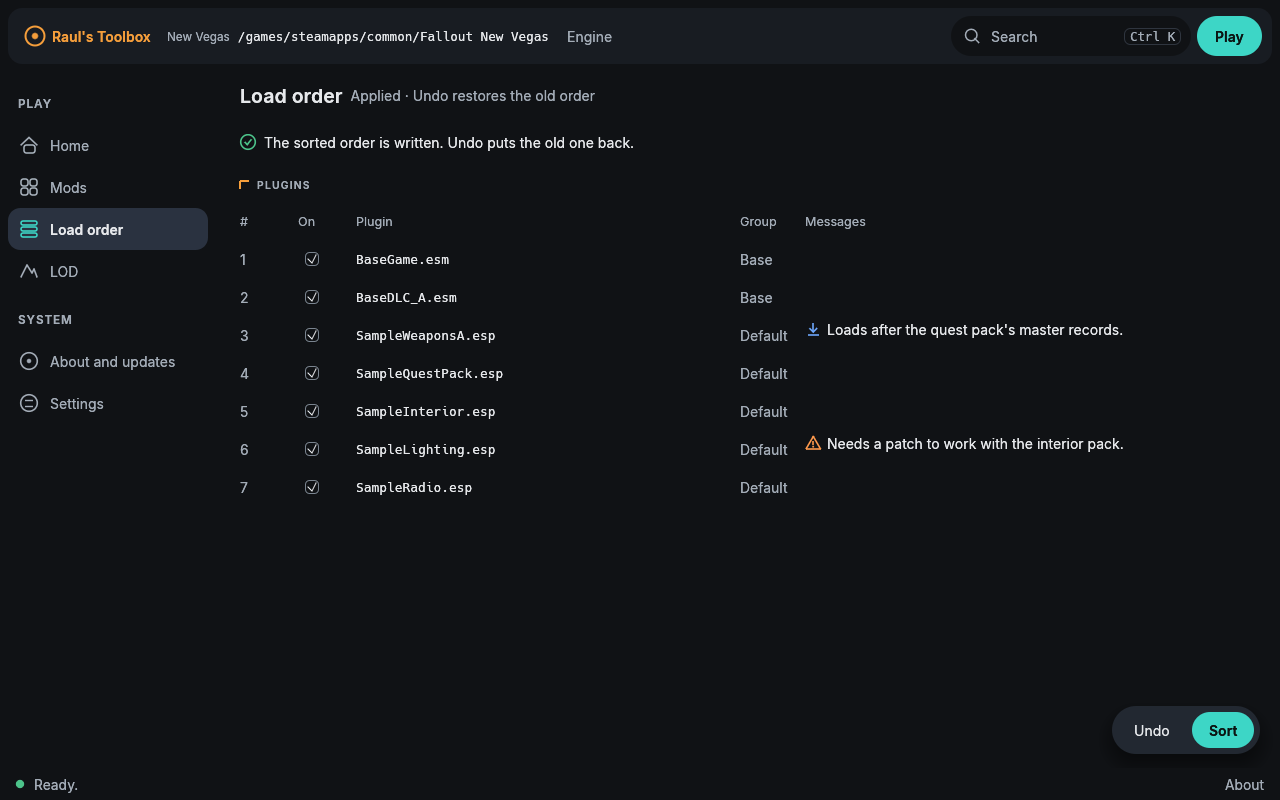 Raul's Toolbox New Vegas /games/steamapps/common/Fallout New Vegas Engine Search Ctrl K Play
PLAY
Home
Mods
Load order
LOD
SYSTEM
About and updates
Settings
Load order Applied · Undo restores the old order
The sorted order is written. Undo puts the old one back.
PLUGINS
# On Plugin Group Messages
1 BaseGame.esm Base
2 BaseDLC_A.esm Base
3 SampleWeaponsA.esp Default Loads after the quest pack's master records.
4 SampleQuestPack.esp Default
5 SampleInterior.esp Default
6 SampleLighting.esp Default Needs a patch to work with the interior pack.
7 SampleRadio.esp Default
Undo Sort
Ready. About